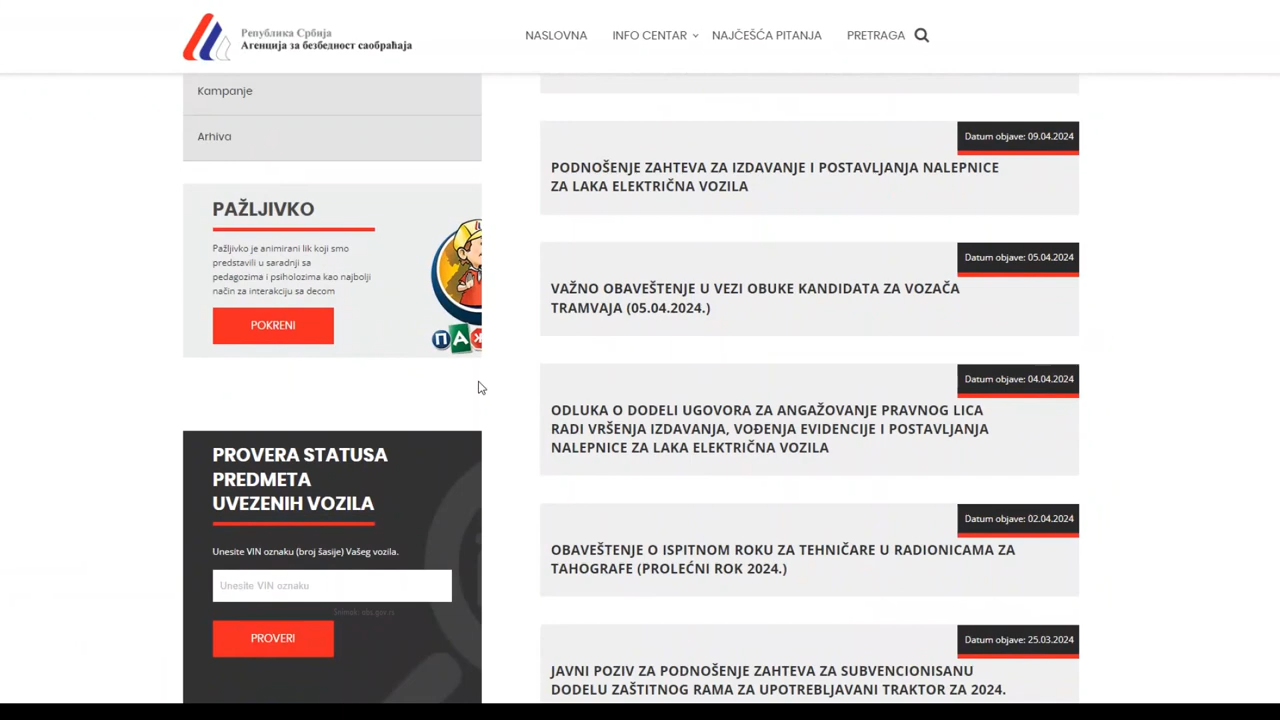 Република Србија
Агенција за безбедност саобраћаја
NASLOVNA
INFO CENTAR
NAJČEŠĆA PITANJA
PRETRAGA
Kampanje
Arhiva
PAŽLJIVKO
Pažljivko je animirani lik koji smo
predstavili u saradnji sa
pedagozima i psiholozima kao najbolji
način za interakciju sa decom
POKRENI
ПАЖ
PROVERA STATUSA
PREDMETA
UVEZENIH VOZILA
Unesite VIN oznaku (broj šasije) Vašeg vozila.
Unesite VIN oznaku
Snimak: abs.gov.rs
PROVERI
Datum objave: 09.04.2024
PODNOŠENJE ZAHTEVA ZA IZDAVANJE I POSTAVLJANJA NALEPNICE
ZA LAKA ELEKTRIČNA VOZILA
Datum objave: 05.04.2024
VAŽNO OBAVEŠTENJE U VEZI OBUKE KANDIDATA ZA VOZAČA
TRAMVAJA (05.04.2024.)
Datum objave: 04.04.2024
ODLUKA O DODELI UGOVORA ZA ANGAŽOVANJE PRAVNOG LICA
RADI VRŠENJA IZDAVANJA, VOĐENJA EVIDENCIJE I POSTAVLJANJA
NALEPNICE ZA LAKA ELEKTRIČNA VOZILA
Datum objave: 02.04.2024
OBAVEŠTENJE O ISPITNOM ROKU ZA TEHNIČARE U RADIONICAMA ZA
TAHOGRAFE (PROLEĆNI ROK 2024.)
Datum objave: 25.03.2024
JAVNI POZIV ZA PODNOŠENJE ZAHTEVA ZA SUBVENCIONISANU
DODELU ZAŠTITNOG RAMA ZA UPOTREBLJAVANI TRAKTOR ZA 2024.